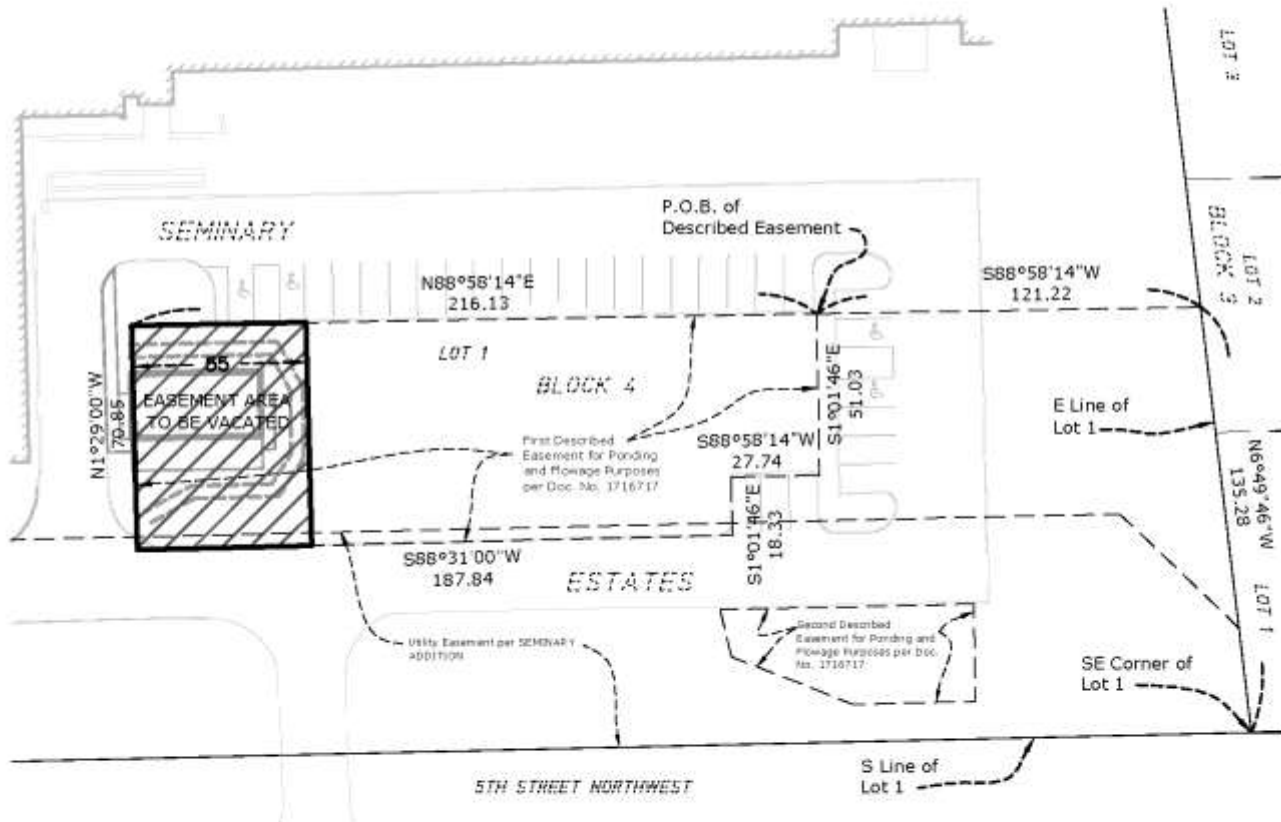 LOT 3
P.O.B. of
Described Easement
SEMINARY
BLOCK 3
LOT 2
N88°58'14"E
216.13
S88°58'14"W
121.22
LOT 1
55
BLOCK 4
S1°01'46"E
51.03
E Line of
Lot 1
EASEMENT AREA
TO BE VACATED
N1°29'00"W
70.85
First Described
Easement for Ponding
and Flowage Purposes
per Doc. No. 1716717
S88°58'14"W
27.74
N6°49'46"W
135.28
S1°01'46"E
18.33
S88°31'00"W
187.84
ESTATES
LOT 1
Utility Easement per SEMINARY
ADDITION
Second Described
Easement for Ponding and
Flowage Purposes per Doc.
No. 1716717
SE Corner of
Lot 1
S Line of
Lot 1
5TH STREET NORTHWEST